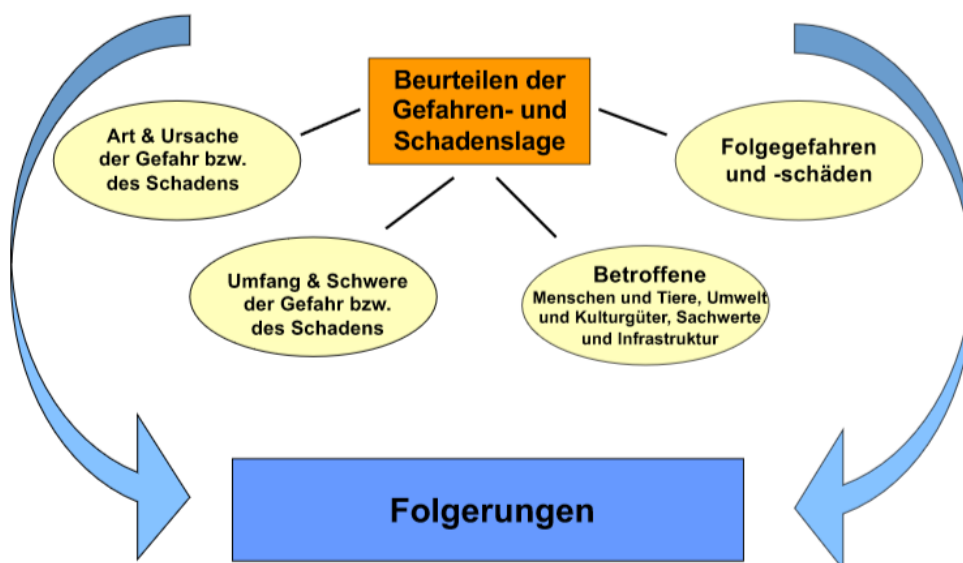 Beurteilen der
Gefahren- und
Schadenslage
Art & Ursache
der Gefahr bzw.
des Schadens
Folgegefahren
und -schäden
Umfang & Schwere
der Gefahr bzw.
des Schadens
Betroffene
Menschen und Tiere, Umwelt
und Kulturgüter, Sachwerte
und Infrastruktur
Folgerungen